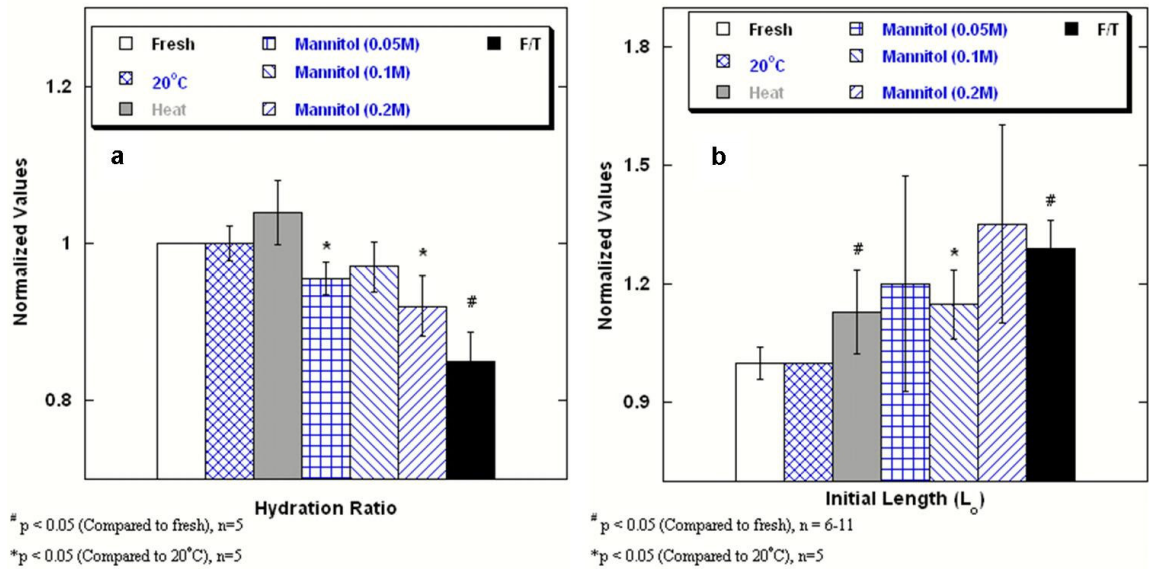 Fresh
Mannitol (0.05M)
F/T
20°C
Mannitol (0.1M)
Heat
Mannitol (0.2M)
a
1.2
1
0.8
Normalized Values
*
*
#
Hydration Ratio
# p < 0.05 (Compared to fresh), n=5
*p < 0.05 (Compared to 20°C), n=5
Fresh
Mannitol (0.05M)
F/T
20°C
Mannitol (0.1M)
Heat
Mannitol (0.2M)
b
1.8
1.5
1.2
0.9
Normalized Values
#
*
#
Initial Length (Lo)
# p < 0.05 (Compared to fresh), n = 6-11
*p < 0.05 (Compared to 20°C), n=5